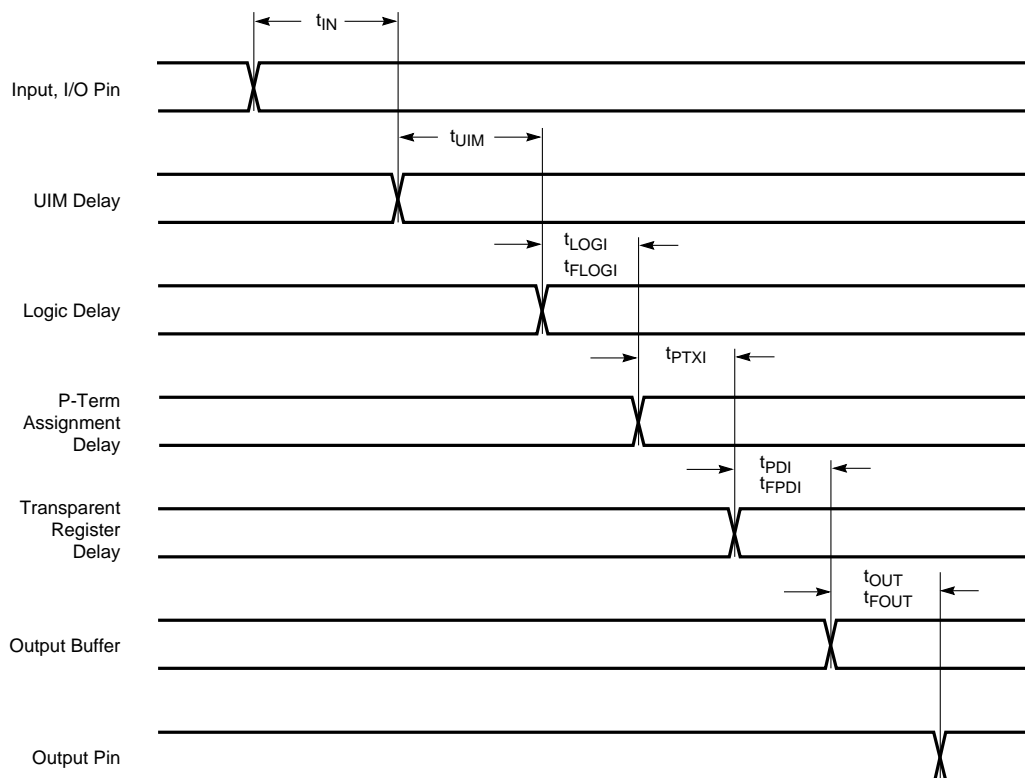 tIN
Input, I/O Pin
tUIM
UIM Delay
tLOGI
tFLOGI
Logic Delay
tPTXI
P-Term
Assignment
Delay
tPDI
tFPDI
Transparent
Register
Delay
tOUT
tFOUT
Output Buffer
Output Pin